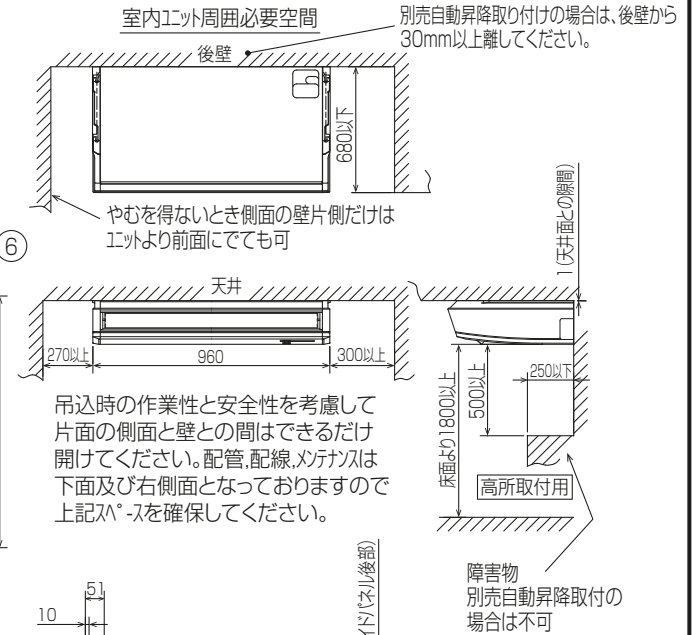 室内ユニット周囲必要空間
別売自動昇降取り付けの場合は、後壁から
30mm以上離してください。
後壁
680以下
やむを得ないとき側面の壁片側だけは
ユニットより前面にでても可
1(天井面との隙間)
⑥
天井
270以上
960
300以上
床面より1800以上
500以上
250以下
高所取付用
吊込時の作業性と安全性を考慮して
片面の側面と壁との間はできるだけ
開けてください。配管,配線,メンテナンスは
下面及び右側面となっておりますので
上記スペースを確保してください。
障害物
別売自動昇降取付の
場合は不可
51
10
イドパネル後部)